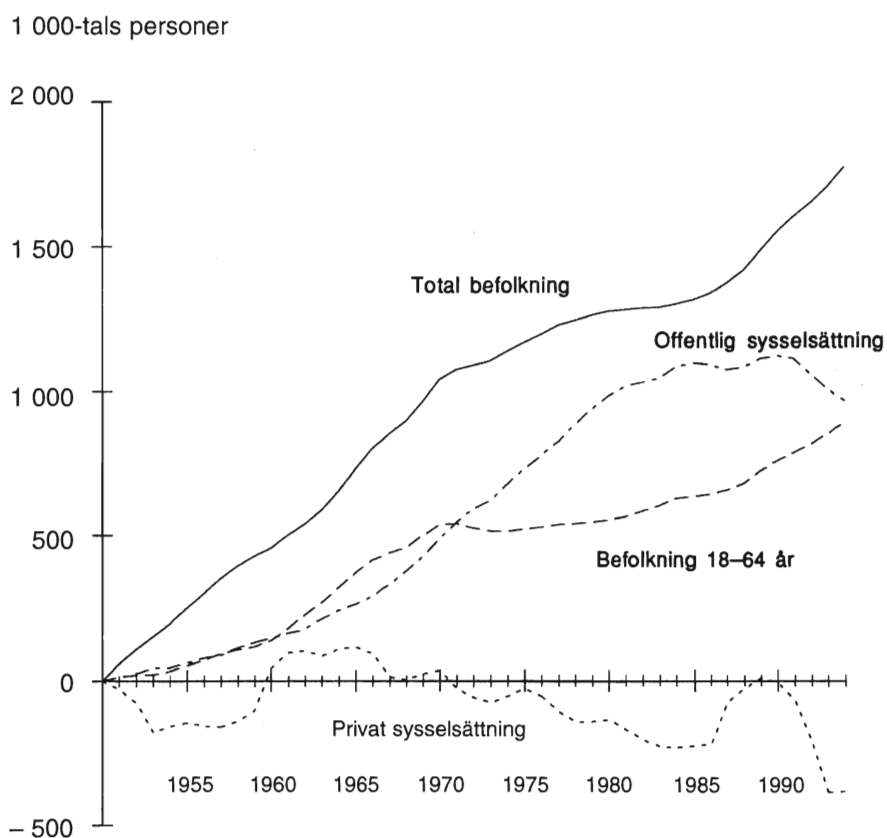 1 000-tals personer
2 000
1 500
Total befolkning
Offentlig sysselsättning
1 000
500
Befolkning 18–64 år
0
Privat sysselsättning
1955 1960 1965 1970 1975 1980 1985 1990
– 500